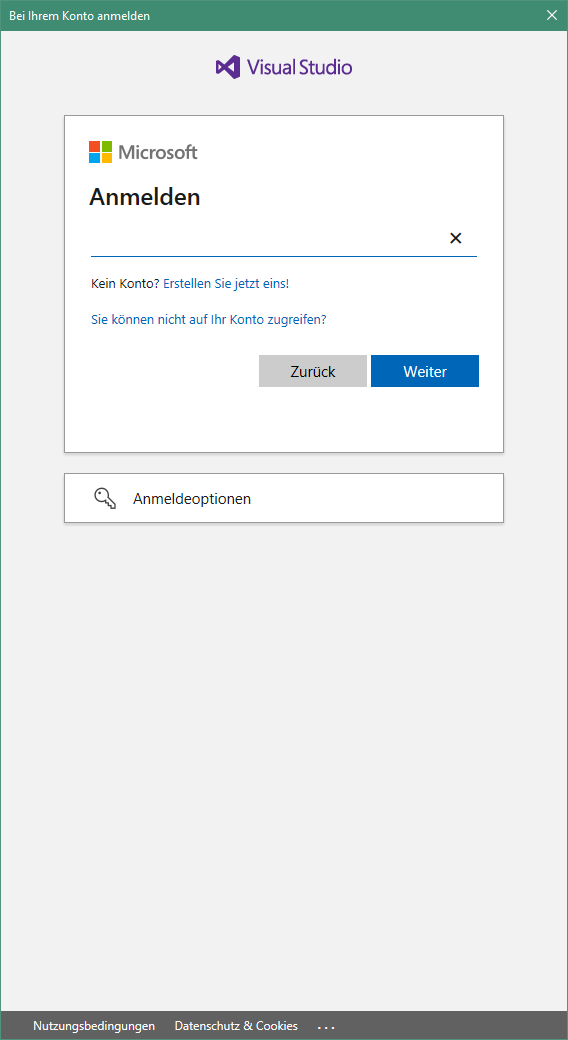 Bei Ihrem Konto anmelden
Visual Studio
Microsoft
Anmelden
Kein Konto? Erstellen Sie jetzt eins!
Sie können nicht auf Ihr Konto zugreifen?
Zurück Weiter
Anmeldeoptionen
Nutzungsbedingungen Datenschutz & Cookies ...